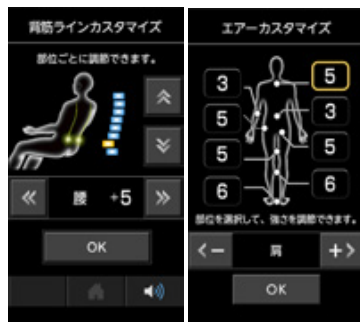 背筋ラインカスタマイズ
部位ごとに調節できます。
腰 +5
OK
エアーカスタマイズ
3 5
5 3
5 5
6 6
部位を選択して、強さを調節できます。
<- 肩 +>
OK